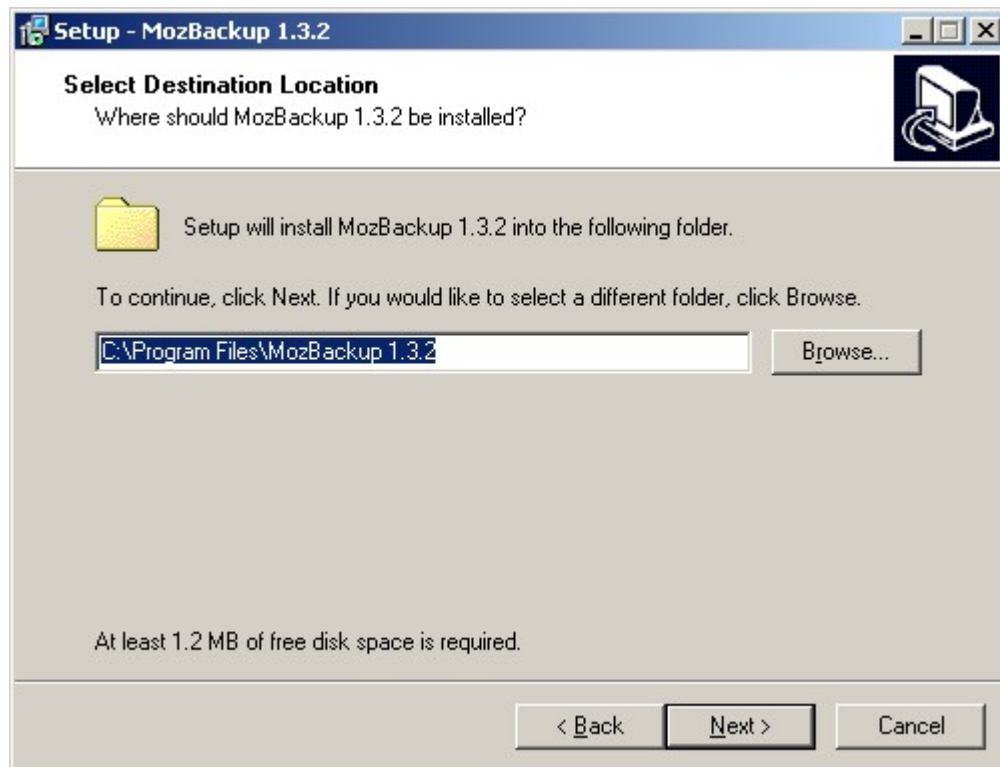 Setup - MozBackup 1.3.2
Select Destination Location
Where should MozBackup 1.3.2 be installed?
Setup will install MozBackup 1.3.2 into the following folder.
To continue, click Next. If you would like to select a different folder, click Browse.
C:\Program Files\MozBackup 1.3.2
Browse...
At least 1.2 MB of free disk space is required.
< Back
Next >
Cancel